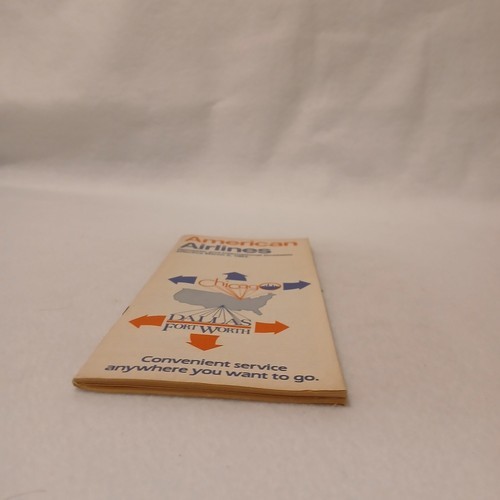 American
Airlines
Chicago
DALLAS
FORT WORTH
Convenient service
anywhere you want to go.